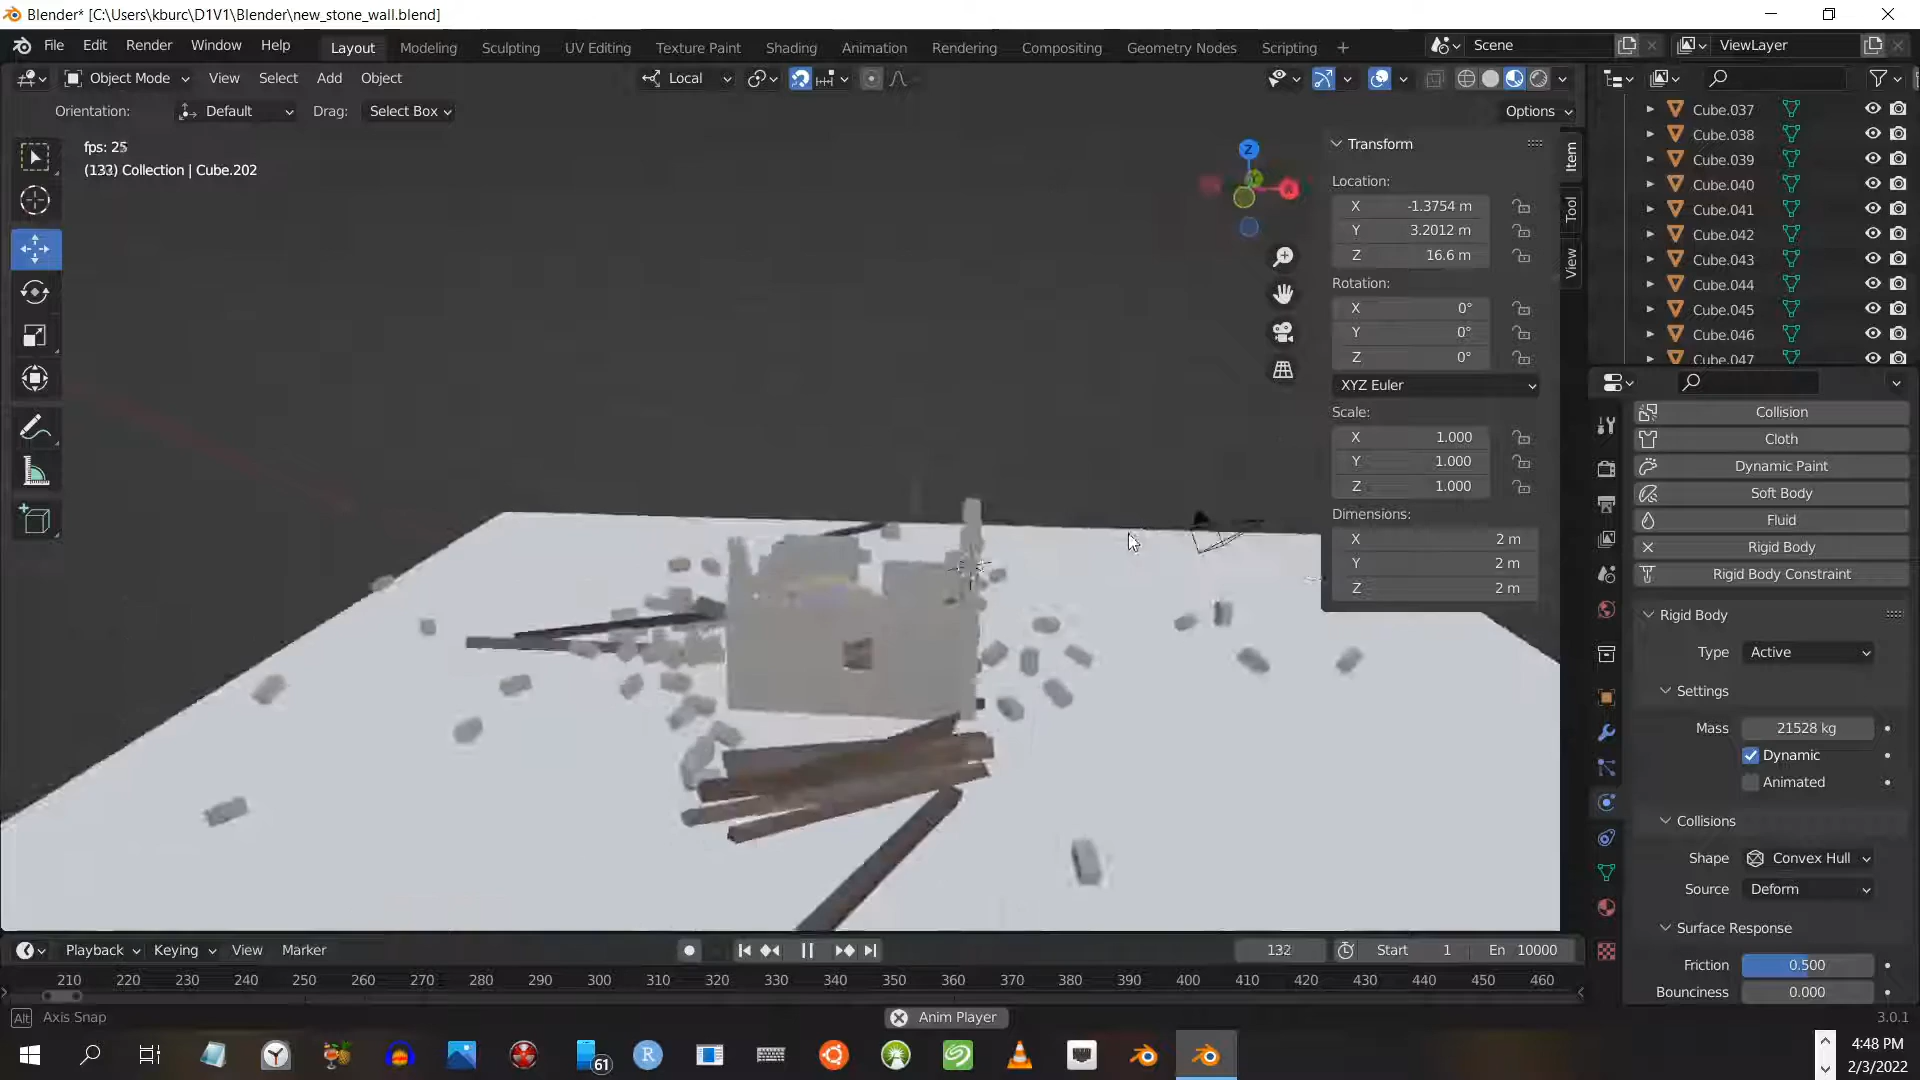 Blender* [C:\Users\kburc\D1V1\Blender\new_stone_wall.blend]
File Edit Render Window Help Layout Modeling Sculpting UV Editing Texture Paint Shading Animation Rendering Compositing Geometry Nodes Scripting + Scene ViewLayer
Object Mode View Select Add Object Local
Orientation: Default Drag: Select Box Options
fps: 25
(132) Collection | Cube.202
Z
Transform
Location:
X -1.3754 m
Y 3.2012 m
Z 16.6 m
Rotation:
X 0°
Y 0°
Z 0°
XYZ Euler
Scale:
X 1.000
Y 1.000
Z 1.000
Dimensions:
X 2 m
Y 2 m
Z 2 m
Item
Tool
View
Cube.037
Cube.038
Cube.039
Cube.040
Cube.041
Cube.042
Cube.043
Cube.044
Cube.045
Cube.046
Cube.047
Collision
Cloth
Dynamic Paint
Soft Body
Fluid
Rigid Body
Rigid Body Constraint
Rigid Body
Type Active
Settings
Mass 21528 kg
Dynamic
Animated
Collisions
Shape Convex Hull
Source Deform
Surface Response
Friction 0.500
Bounciness 0.000
Playback Keying View Marker 132 Start 1 En 10000
210 220 230 240 250 260 270 280 290 300 310 320 330 340 350 360 370 380 390 400 410 420 430 440 450 460
Alt Axis Snap Anim Player 3.0.1
61
R
4:48 PM
2/3/2022